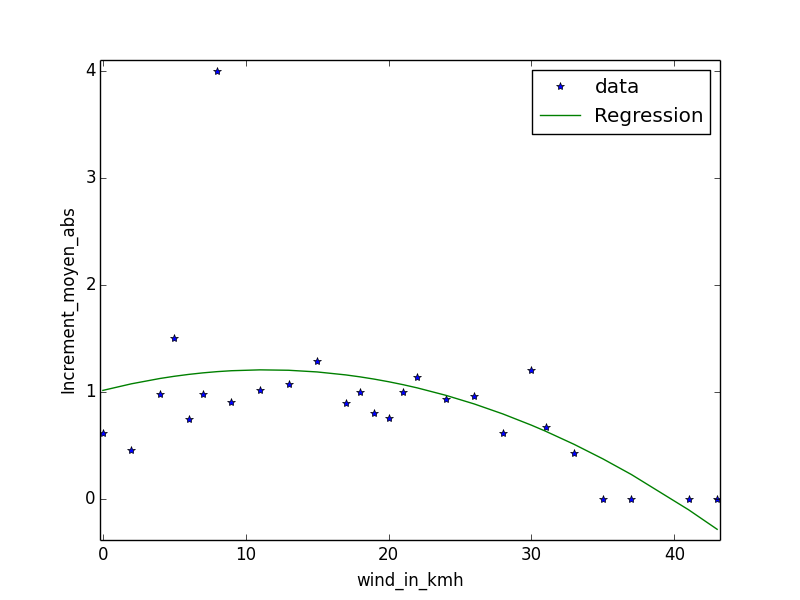 data
Regression
4
3
2
1
0
Increment_moyen_abs
0 10 20 30 40
wind_in_kmh